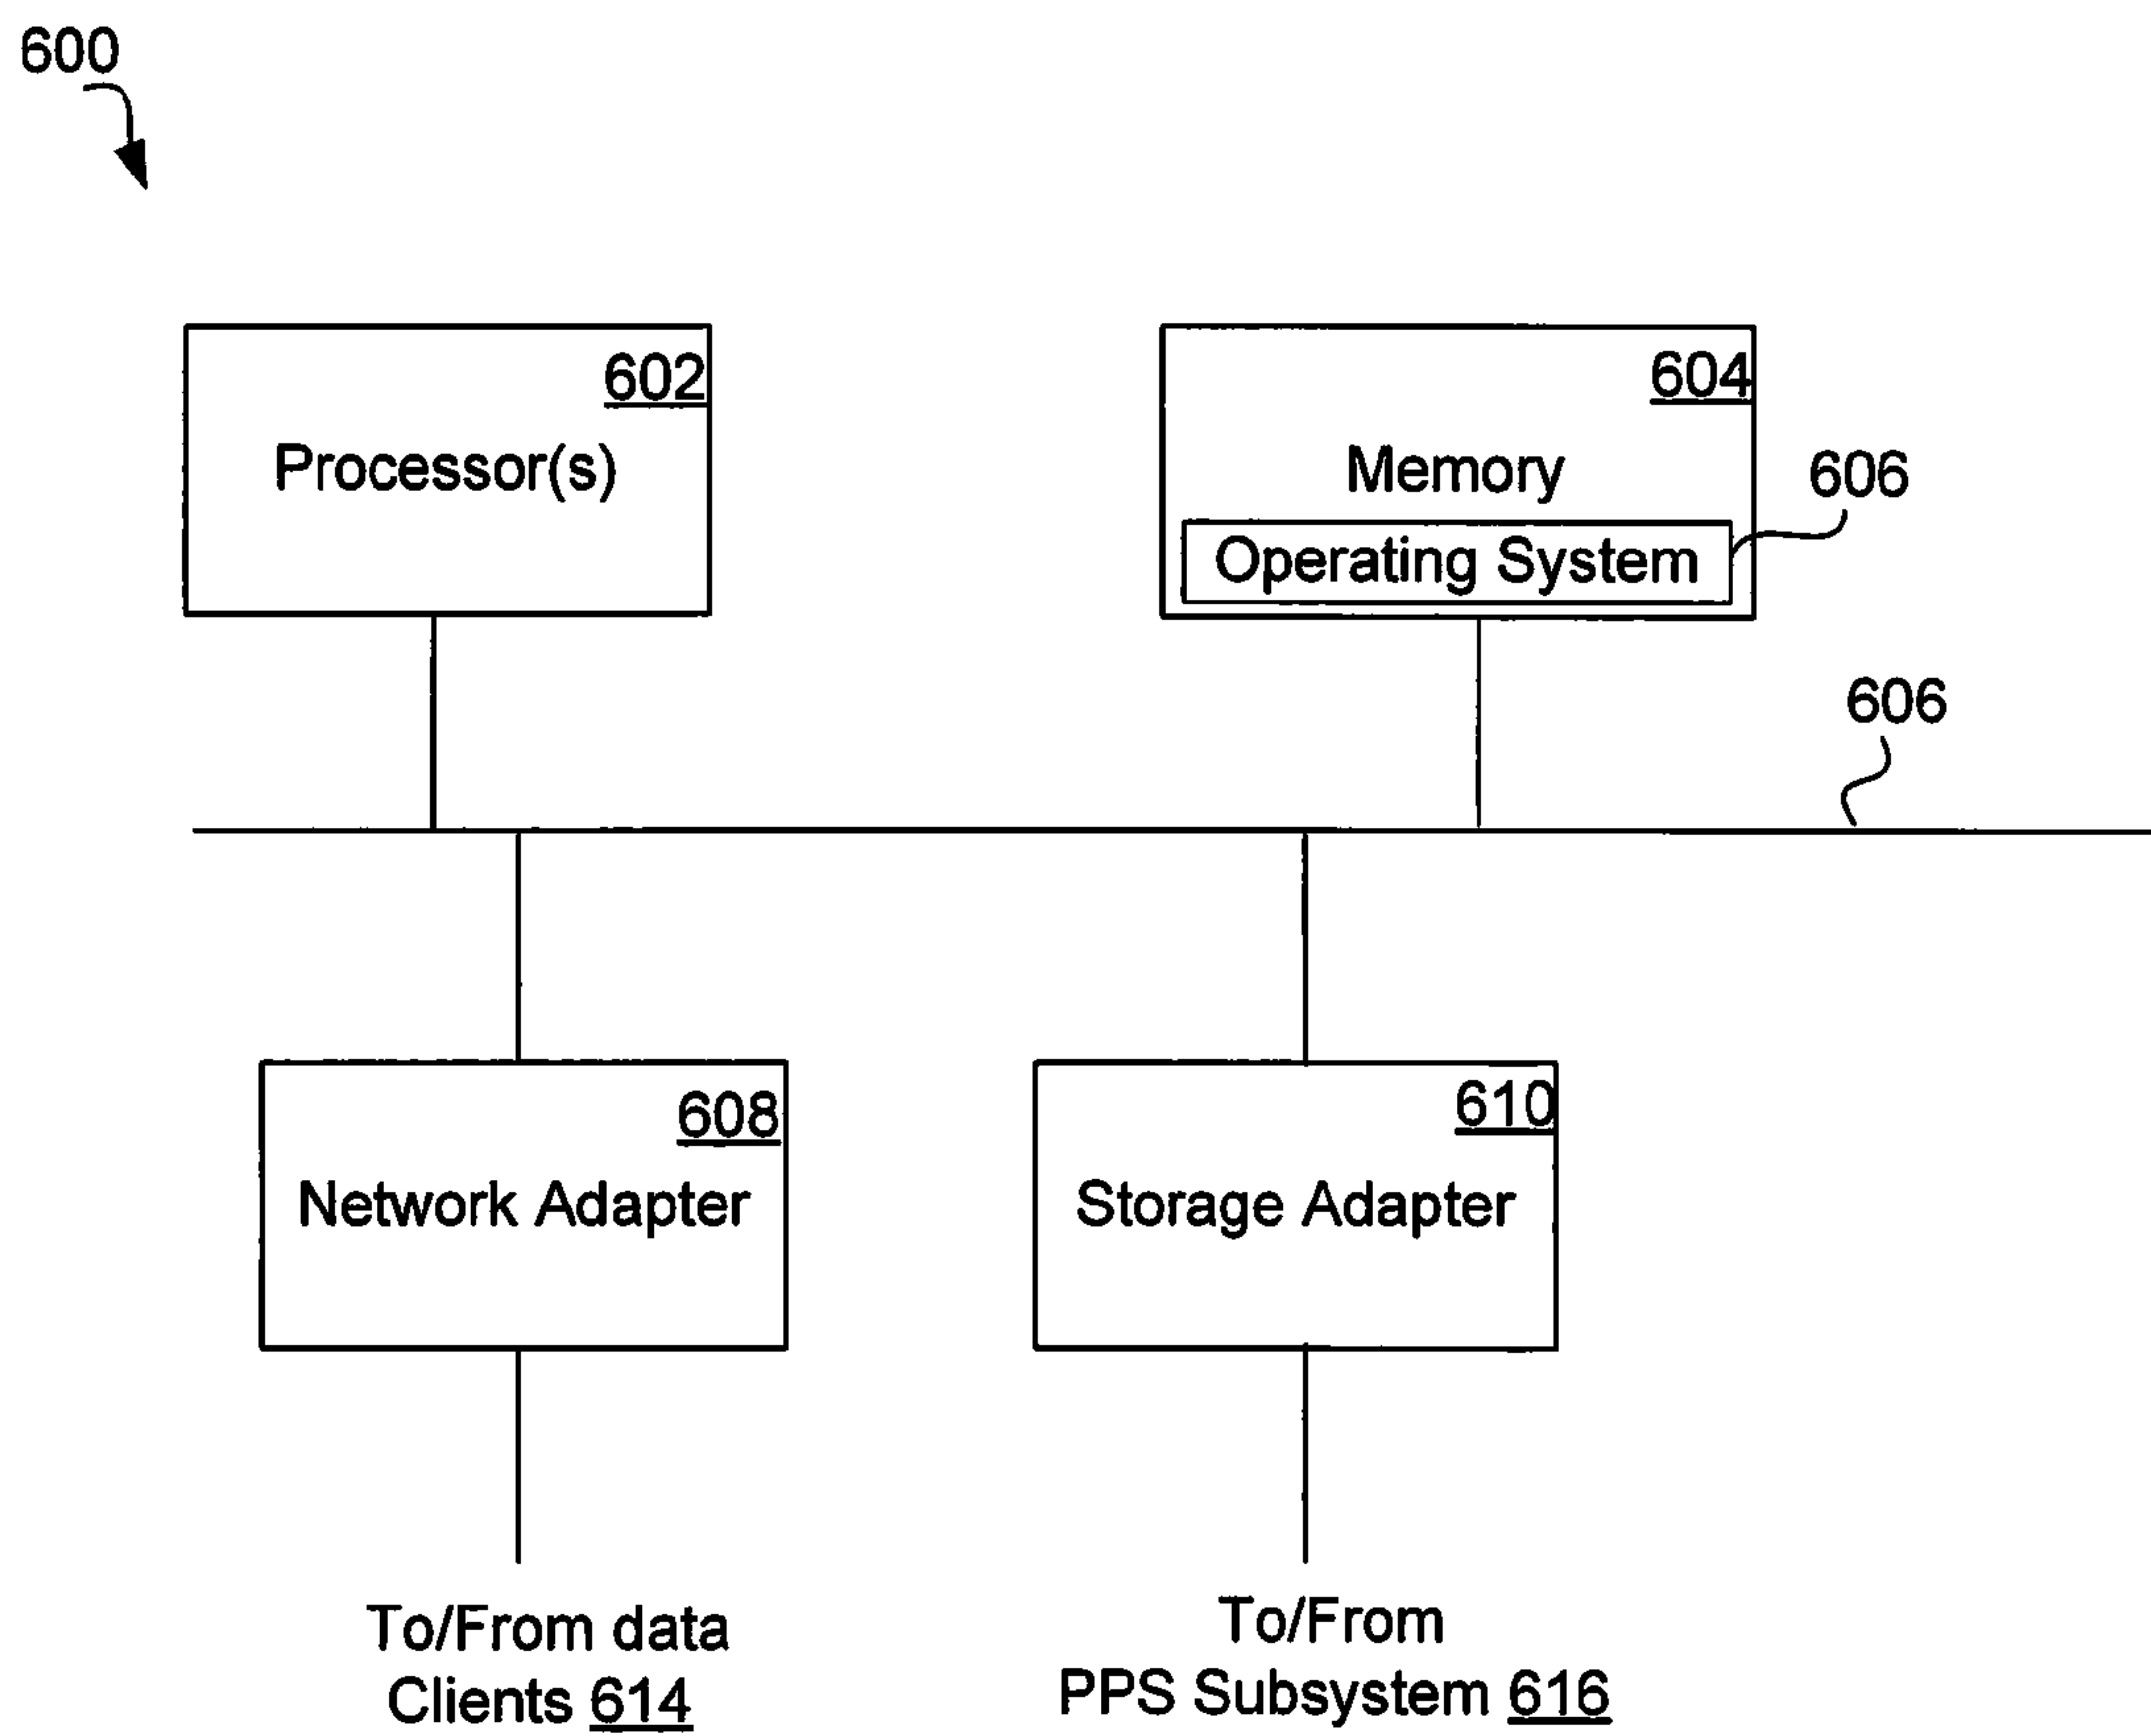 600
602
Processor(s)
604
Memory
606
Operating System
606
608
Network Adapter
610
Storage Adapter
To/From data
Clients 614
To/From
PPS Subsystem 616